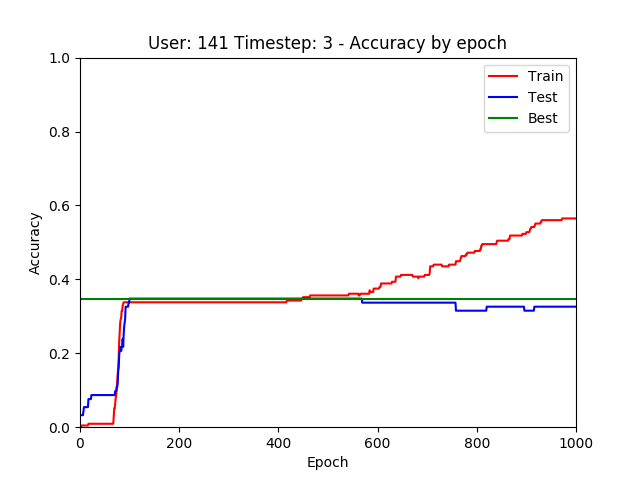 User: 141 Timestep: 3 - Accuracy by epoch
Train
Test
Best
Accuracy
1.0
0.8
0.6
0.4
0.2
0.0
0 200 400 600 800 1000
Epoch